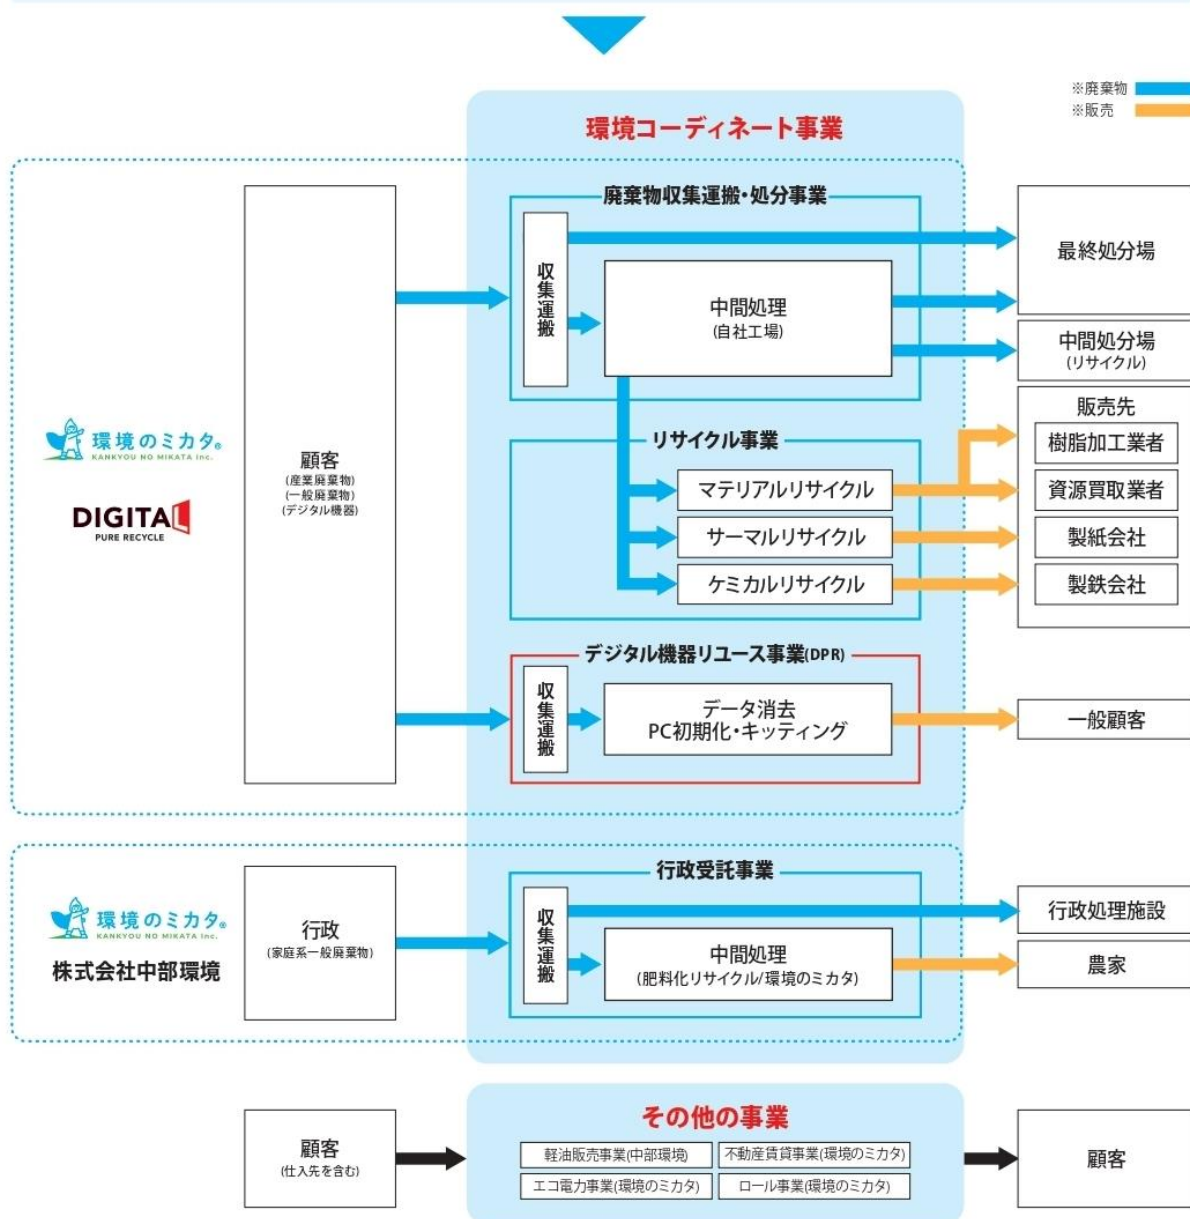 ※廃棄物
※販売
環境コーディネート事業
廃棄物収集運搬・処分事業
収集運搬
中間処理
(自社工場)
最終処分場
中間処分場
(リサイクル)
販売先
樹脂加工業者
資源買取業者
製紙会社
製鉄会社
リサイクル事業
マテリアルリサイクル
サーマルリサイクル
ケミカルリサイクル
環境のミカタ®
KANKYOU NO MIKATA Inc.
DIGITAL
PURE RECYCLE
顧客
(産業廃棄物)
(一般廃棄物)
(デジタル機器)
デジタル機器リユース事業(DPR)
収集運搬
データ消去
PC初期化・キッティング
一般顧客
行政受託事業
環境のミカタ®
KANKYOU NO MIKATA Inc.
株式会社中部環境
行政
(家庭系一般廃棄物)
収集運搬
中間処理
(肥料化リサイクル/環境のミカタ)
行政処理施設
農家
その他の事業
顧客
(仕入先を含む)
軽油販売事業(中部環境)
不動産賃貸事業(環境のミカタ)
エコ電力事業(環境のミカタ)
ロール事業(環境のミカタ)
顧客